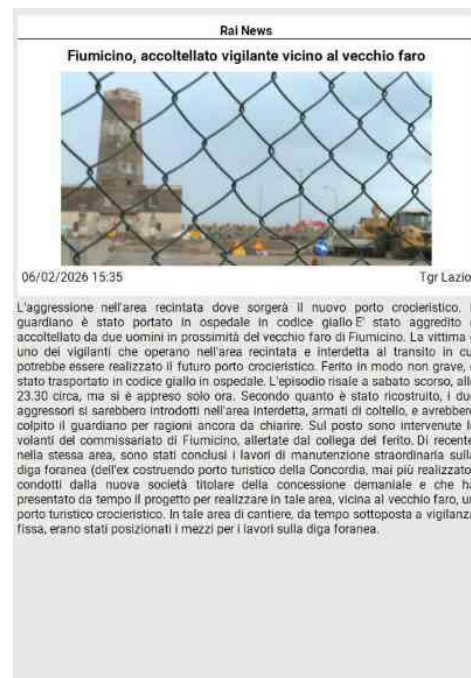 Rai News
Fiumicino, accoltellato vigilante vicino al vecchio faro
06/02/2026 15:35
Tgr Lazio
L'aggressione nell'area recintata dove sorgerà il nuovo porto crocieristico.
guardiano è stato portato in ospedale in codice giallo E' stato aggredito
accoltellato da due uomini in prossimità del vecchio faro di Fiumicino. La vittima
uno dei vigilanti che operano nell'area recintata e interdetta al transito in
potrebbe essere realizzato il futuro porto crocieristico. Ferito in modo non grave,
stato trasportato in codice giallo in ospedale. L'episodio risale a sabato scorso,
23.30 circa, ma si è appreso solo ora. Secondo quanto è stato ricostruito, i
aggressori si sarebbero introdotti nell'area interdetta, armati di coltello, e
colpito il guardiano per ragioni ancora da chiarire. Sul posto sono intervenute
volanti del commissariato di Fiumicino, allertate dal collega del ferito. Di recente
nella stessa area, sono stati conclusi i lavori di manutenzione straordinaria
diga foranea (dell'ex costruendo porto turistico della Concordia, mai più
condotti dalla nuova società titolare della concessione demaniale e che
presentato da tempo il progetto per realizzare in tale area, vicina al vecchio faro,
porto turistico crocieristico. In tale area di cantiere, da tempo sottoposta a
fissa, erano stati posizionati i mezzi per i lavori sulla diga foranea.